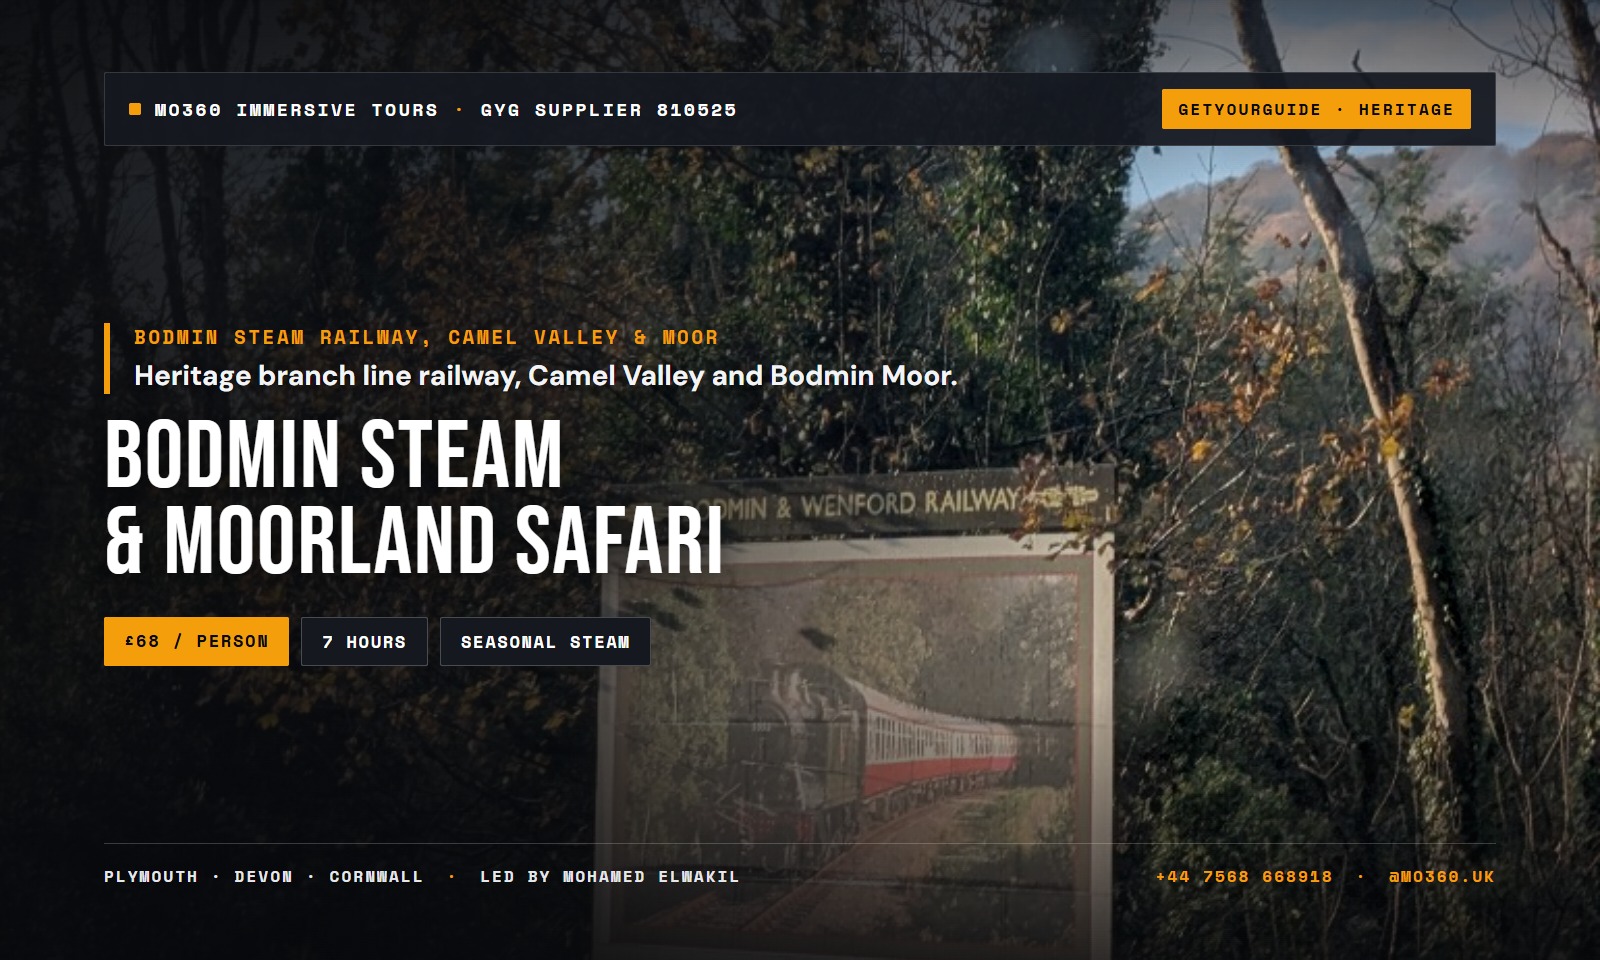 MO360 IMMERSIVE TOURS · GYG SUPPLIER 810525
GETYOURGUIDE · HERITAGE
BODMIN STEAM RAILWAY, CAMEL VALLEY & MOOR
Heritage branch line railway, Camel Valley and Bodmin Moor.
BODMIN STEAM
& MOORLAND SAFARI
& WENFORD RAILWAY
£68 / PERSON
7 HOURS
SEASONAL STEAM
PLYMOUTH · DEVON · CORNWALL · LED BY MOHAMED ELWAKIL
+44 7568 668918 · @MO360.UK